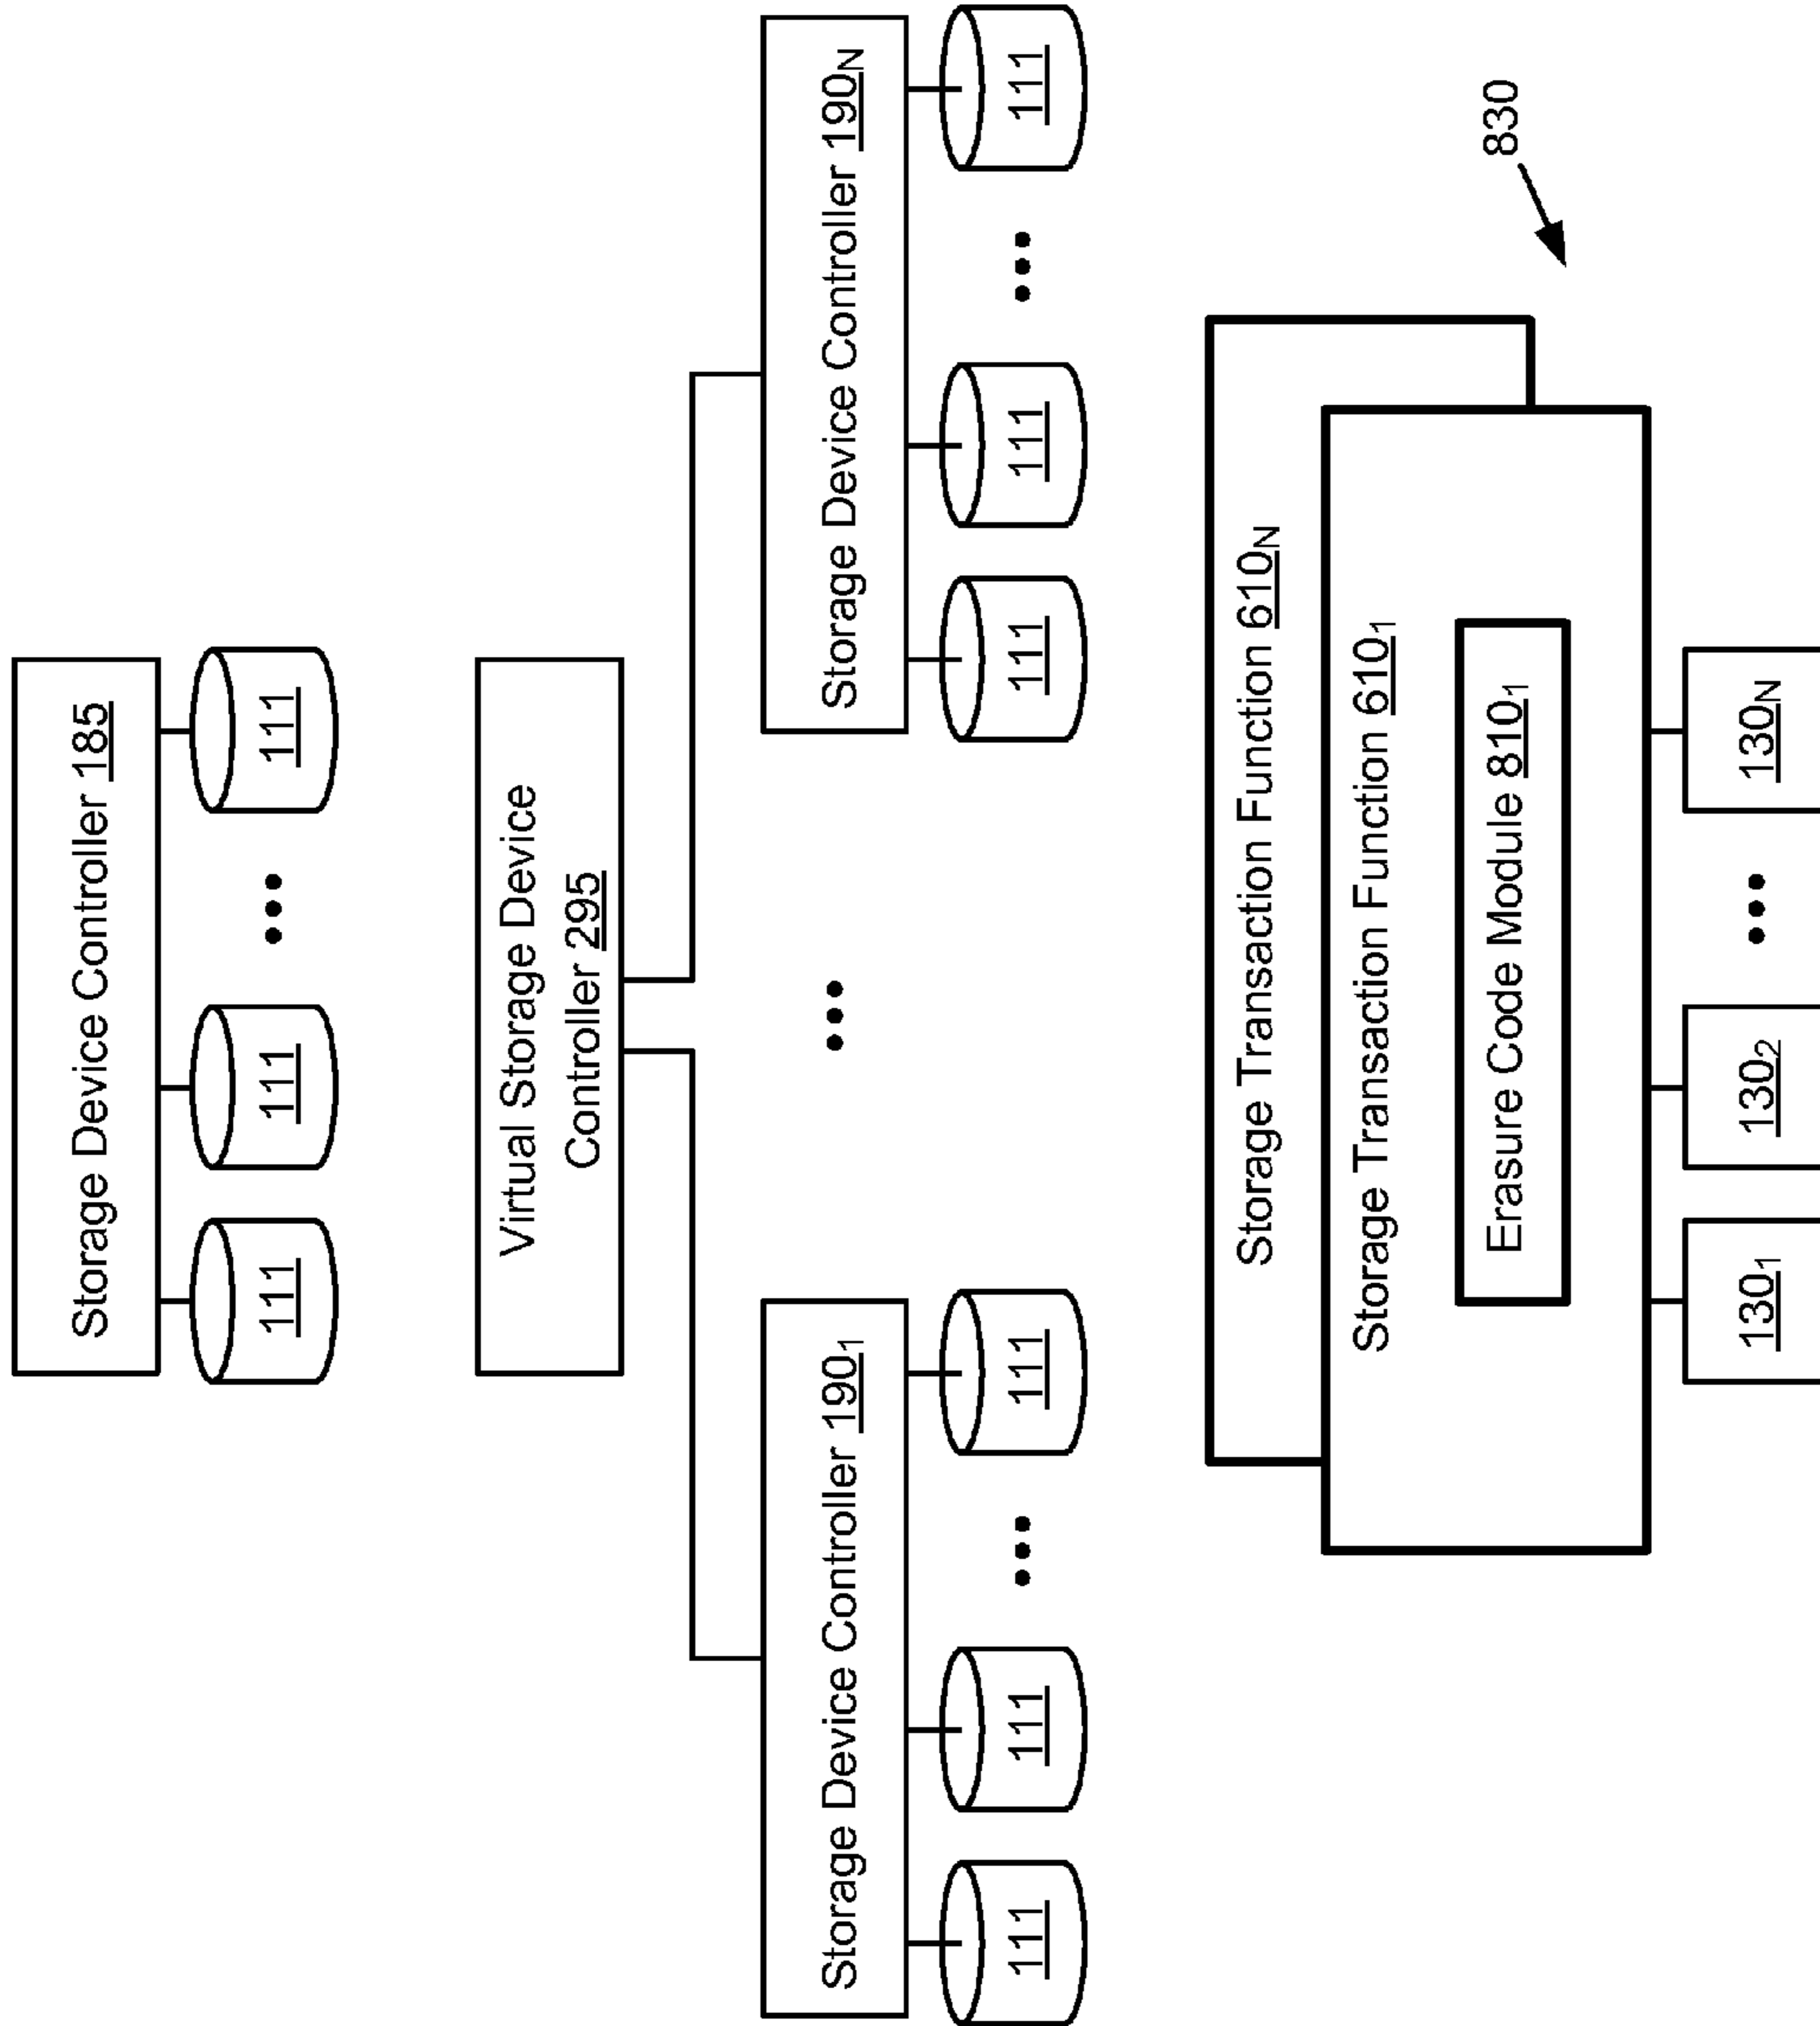 Storage Device Controller 185
111 111 ••• 111
Virtual Storage Device
Controller 295
Storage Device Controller 190₁ ••• Storage Device Controller 190N
111 111 ••• 111 111 111 ••• 111
Storage Transaction Function 610N
Storage Transaction Function 610₁
Erasure Code Module 810₁
830
130₁ 130₂ ••• 130N